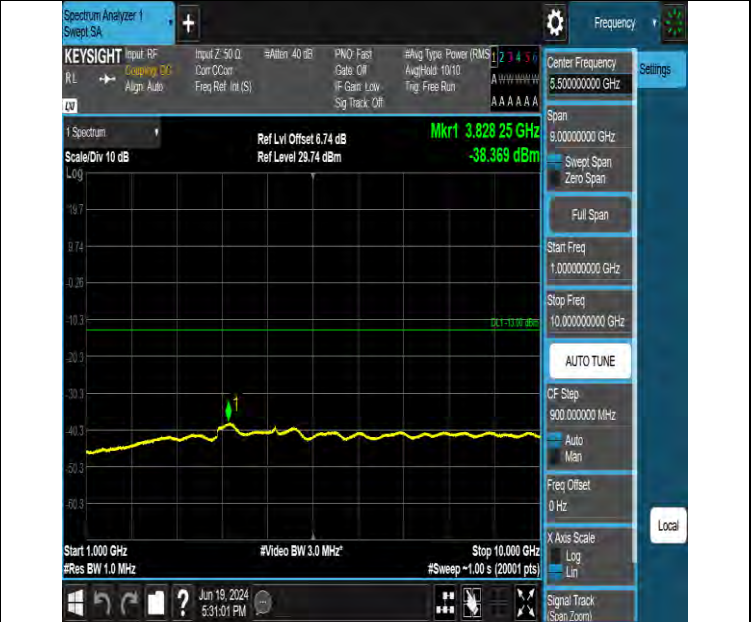 Spectrum Analyzer 1
Swept SA
Frequency
KEYSIGHT
RL
Input: RF
Coupling: DC
Align: Auto
Input Z: 50 Ω
Corr CCorr
Freq Ref: Int (S)
#Atten: 40 dB
PNO: Fast
Gate: Off
IF Gain: Low
Sig Track: Off
#Avg Type: Power (RMS
Avg|Hold: 10/10
Trig: Free Run
1 2 3 4 5 6
A W W W W W
A A A A A A
1 Spectrum
Scale/Div 10 dB
Log
Ref Lvl Offset 6.74 dB
Ref Level 29.74 dBm
Mkr1 3.828 25 GHz
-38.369 dBm
19.7
9.74
-0.26
-10.3
DL1 -13.00 dBm
-20.3
-30.3
1
-40.3
-50.3
-60.3
Start 1.000 GHz
#Res BW 1.0 MHz
#Video BW 3.0 MHz*
Stop 10.000 GHz
#Sweep ~1.00 s (20001 pts)
Jun 19, 2024
5:31:01 PM
Center Frequency
5.500000000 GHz
Span
9.00000000 GHz
Swept Span
Zero Span
Full Span
Start Freq
1.000000000 GHz
Stop Freq
10.000000000 GHz
AUTO TUNE
CF Step
900.000000 MHz
Auto
Man
Freq Offset
0 Hz
X Axis Scale
Log
Lin
Signal Track
(Span Zoom)
Settings
Local